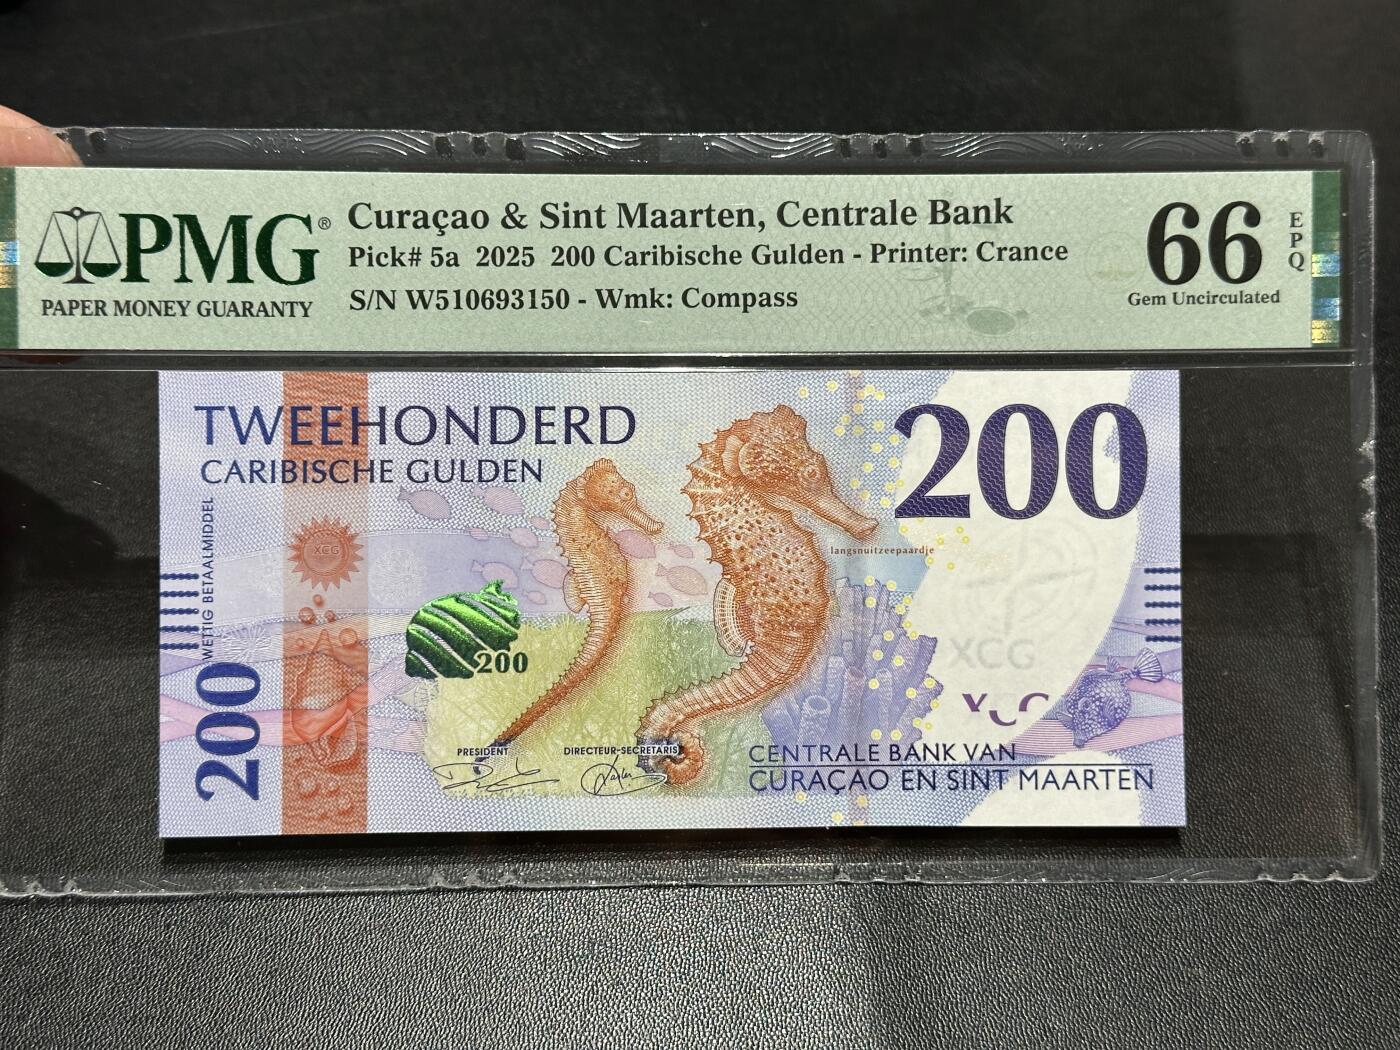 PMG®
PAPER MONEY GUARANTY
Curaçao & Sint Maarten, Centrale Bank
Pick# 5a 2025 200 Caribische Gulden - Printer: Crance
S/N W510693150 - Wmk: Compass
66
EPQ
Gem Uncirculated
TWEEHONDERD
CARIBISCHE GULDEN
200
WETTIG BETAALMIDDEL
XCG
langsnuitzeepaardje
200
XCG
XCG
200
PRESIDENT
DIRECTEUR-SECRETARIS
CENTRALE BANK VAN
CURAÇAO EN SINT MAARTEN